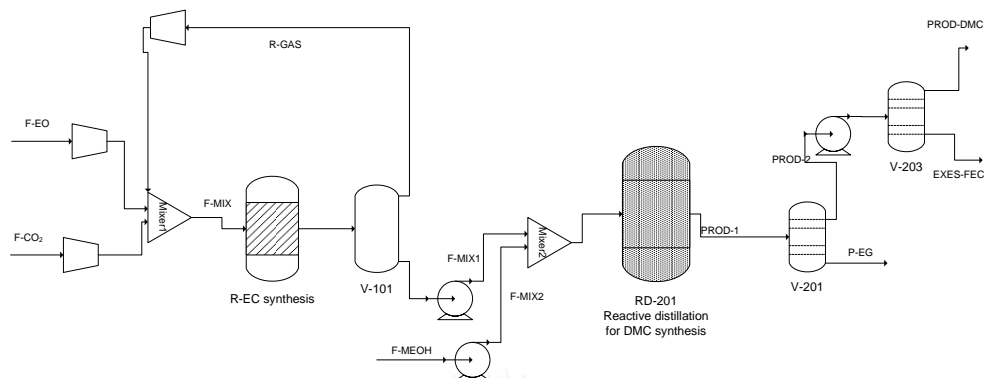 PROD-DMC
R-GAS
F-EO
PROD-2
V-203
EXES-FEC
Mixer1
F-MIX
F-CO₂
Mixer2
PROD-1
F-MIX1
P-EG
V-101
V-201
R-EC synthesis
F-MIX2
RD-201
Reactive distillation
for DMC synthesis
F-MEOH